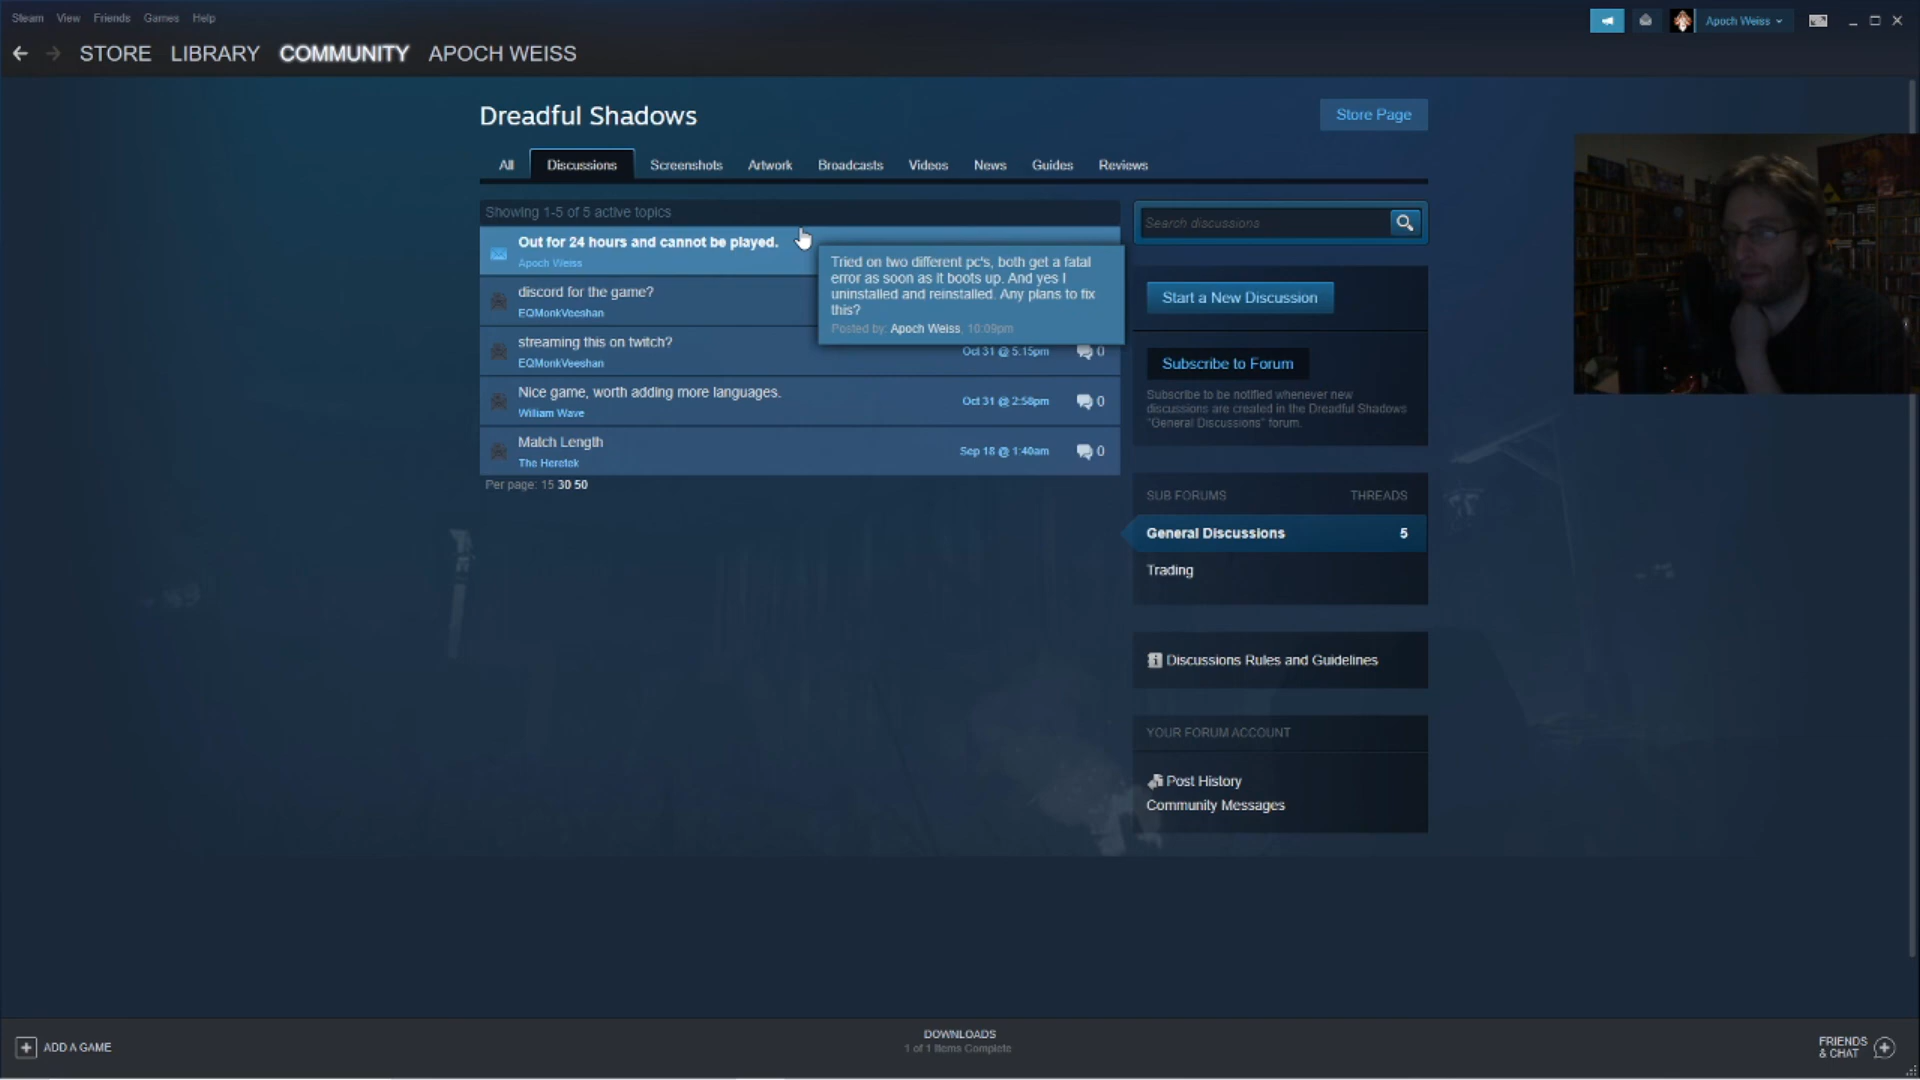 Steam View Friends Games Help
Apoch Weiss
STORE LIBRARY COMMUNITY APOCH WEISS
Dreadful Shadows
Store Page
All Discussions Screenshots Artwork Broadcasts Videos News Guides Reviews
Showing 1-5 of 5 active topics
Search discussions
Out for 24 hours and cannot be played.
Apoch Weiss
Tried on two different pc's, both get a fatal
error as soon as it boots up. And yes I
uninstalled and reinstalled. Any plans to fix
this?
Posted by: Apoch Weiss, 10:09pm
discord for the game?
EQMonkVeeshan
streaming this on twitch?
EQMonkVeeshan
Oct 31 @ 5:15pm 0
Nice game, worth adding more languages.
William Wave
Oct 31 @ 2:58pm 0
Match Length
The Heretek
Sep 18 @ 1:40am 0
Per page: 15 30 50
Start a New Discussion
Subscribe to Forum
Subscribe to be notified whenever new
discussions are created in the Dreadful Shadows
"General Discussions" forum.
SUB FORUMS THREADS
General Discussions 5
Trading
Discussions Rules and Guidelines
YOUR FORUM ACCOUNT
Post History
Community Messages
ADD A GAME
DOWNLOADS
1 of 1 Items Complete
FRIENDS
& CHAT